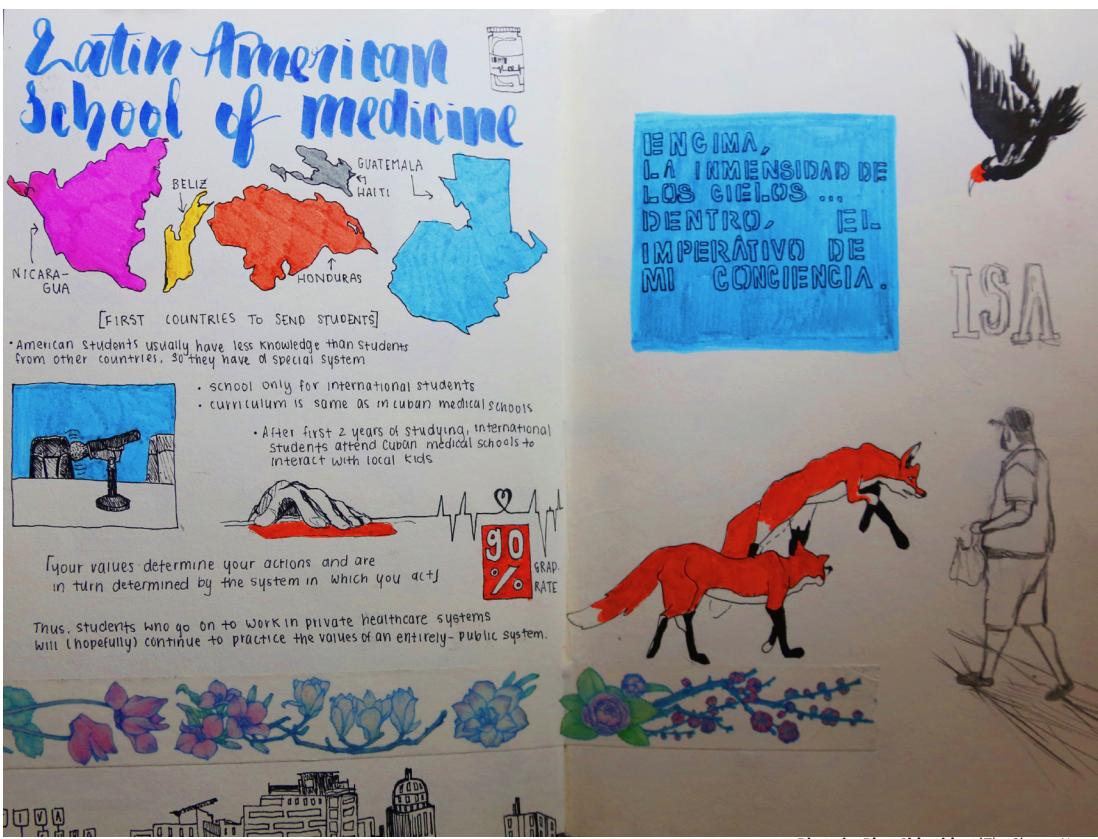 Latin American
School of medicine
GUATEMALA
HAITI
BELIZ
NICARA-
GUA
HONDURAS
[FIRST COUNTRIES TO SEND STUDENTS]
• American students usually have less knowledge than students
from other countries, so they have a special system
• school only for international students
• curriculum is same as in cuban medical schools
• After first 2 years of studying, international
students attend Cuban medical schools to
interact with local kids
90
%
GRAD-
RATE
[your values determine your actions and are
in turn determined by the system in which you act]
Thus, students who go on to work in private healthcare systems
will (hopefully) continue to practice the values of an entirely-public system.
ENCIMA,
LA INMENSIDAD DE
LOS CIELOS ...
DENTRO, EL
IMPERÁTIVO DE
MI CONCIENCIA.
ISA